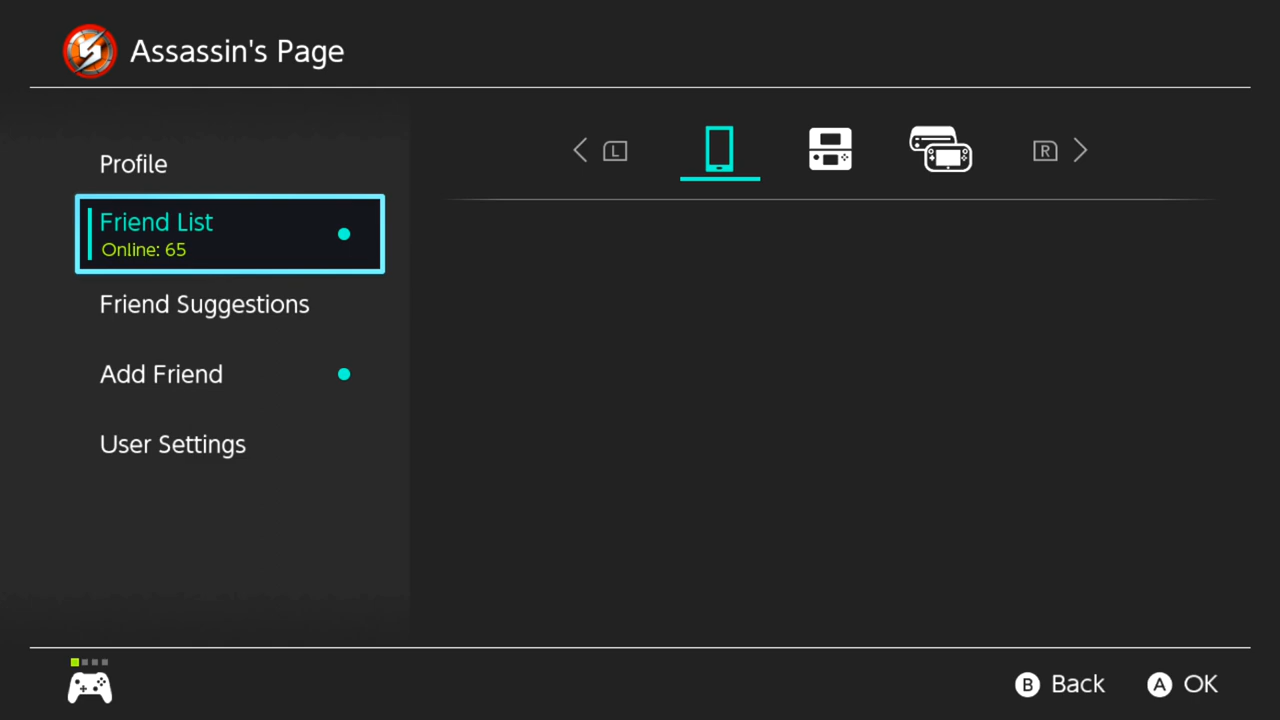 Assassin's Page
Profile
L
R
Friend List
Online: 65
Friend Suggestions
Add Friend
User Settings
B Back
A OK